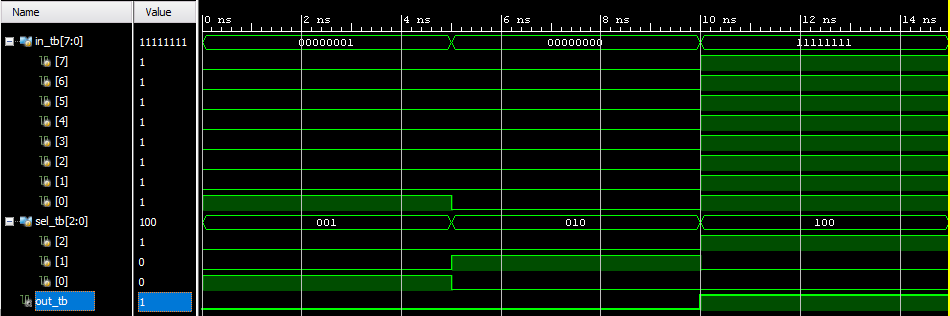 Name Value 0 ns 2 ns 4 ns 6 ns 8 ns 10 ns 12 ns 14 ns
in_tb[7:0] 11111111 00000001 00000000 11111111
[7] 1
[6] 1
[5] 1
[4] 1
[3] 1
[2] 1
[1] 1
[0] 1
sel_tb[2:0] 100 001 010 100
[2] 1
[1] 0
[0] 0
out_tb 1